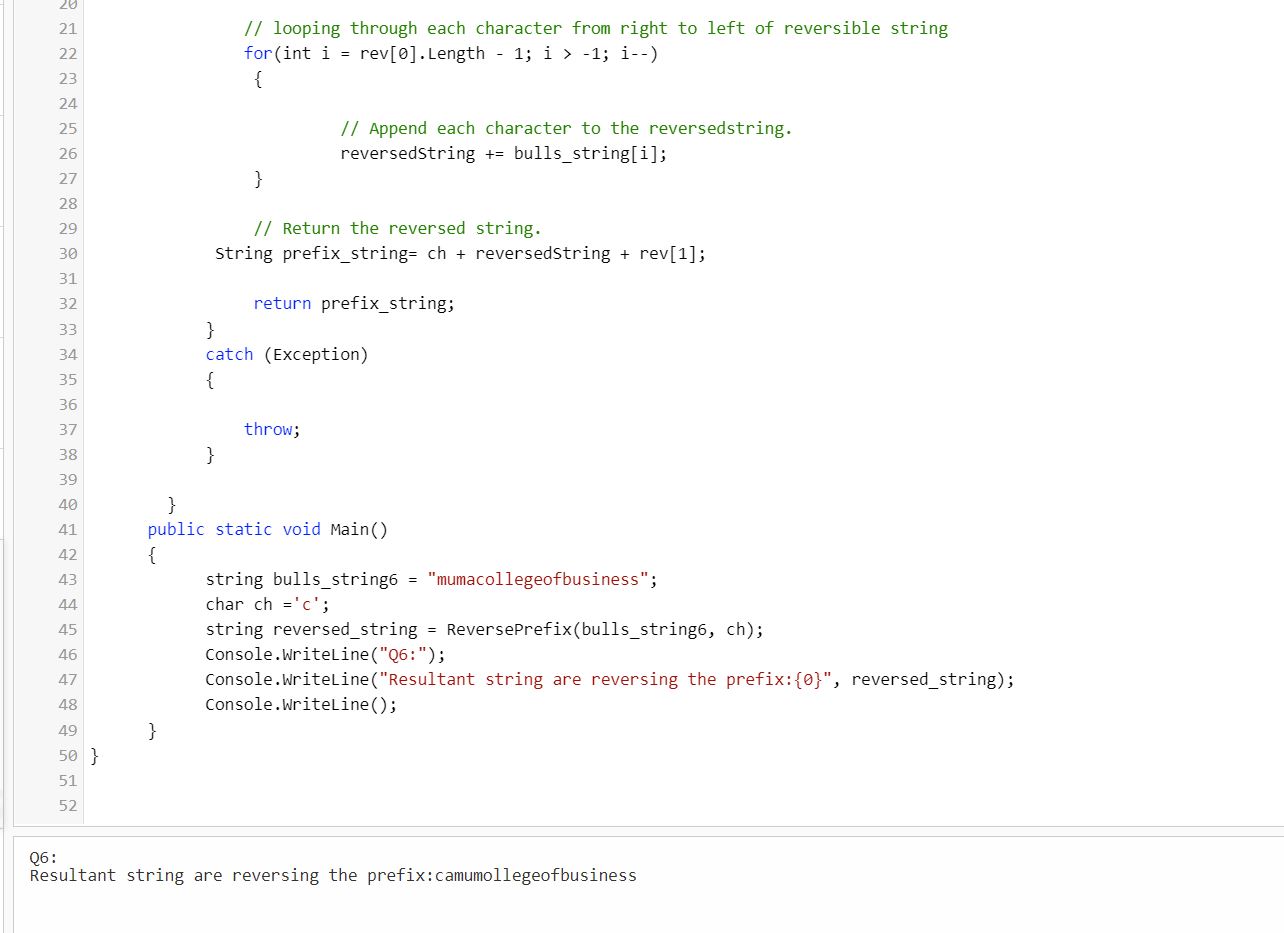 20
21 // looping through each character from right to left of reversible string
22 for(int i = rev[0].Length - 1; i > -1; i--)
23 {
24
25 // Append each character to the reversedstring.
26 reversedString += bulls_string[i];
27 }
28
29 // Return the reversed string.
30 String prefix_string= ch + reversedString + rev[1];
31
32 return prefix_string;
33 }
34 catch (Exception)
35 {
36
37 throw;
38 }
39
40 }
41 public static void Main()
42 {
43 string bulls_string6 = "mumacollegeofbusiness";
44 char ch ='c';
45 string reversed_string = ReversePrefix(bulls_string6, ch);
46 Console.WriteLine("Q6:");
47 Console.WriteLine("Resultant string are reversing the prefix:{0}", reversed_string);
48 Console.WriteLine();
49 }
50 }
51
52
Q6:
Resultant string are reversing the prefix:camumollegeofbusiness